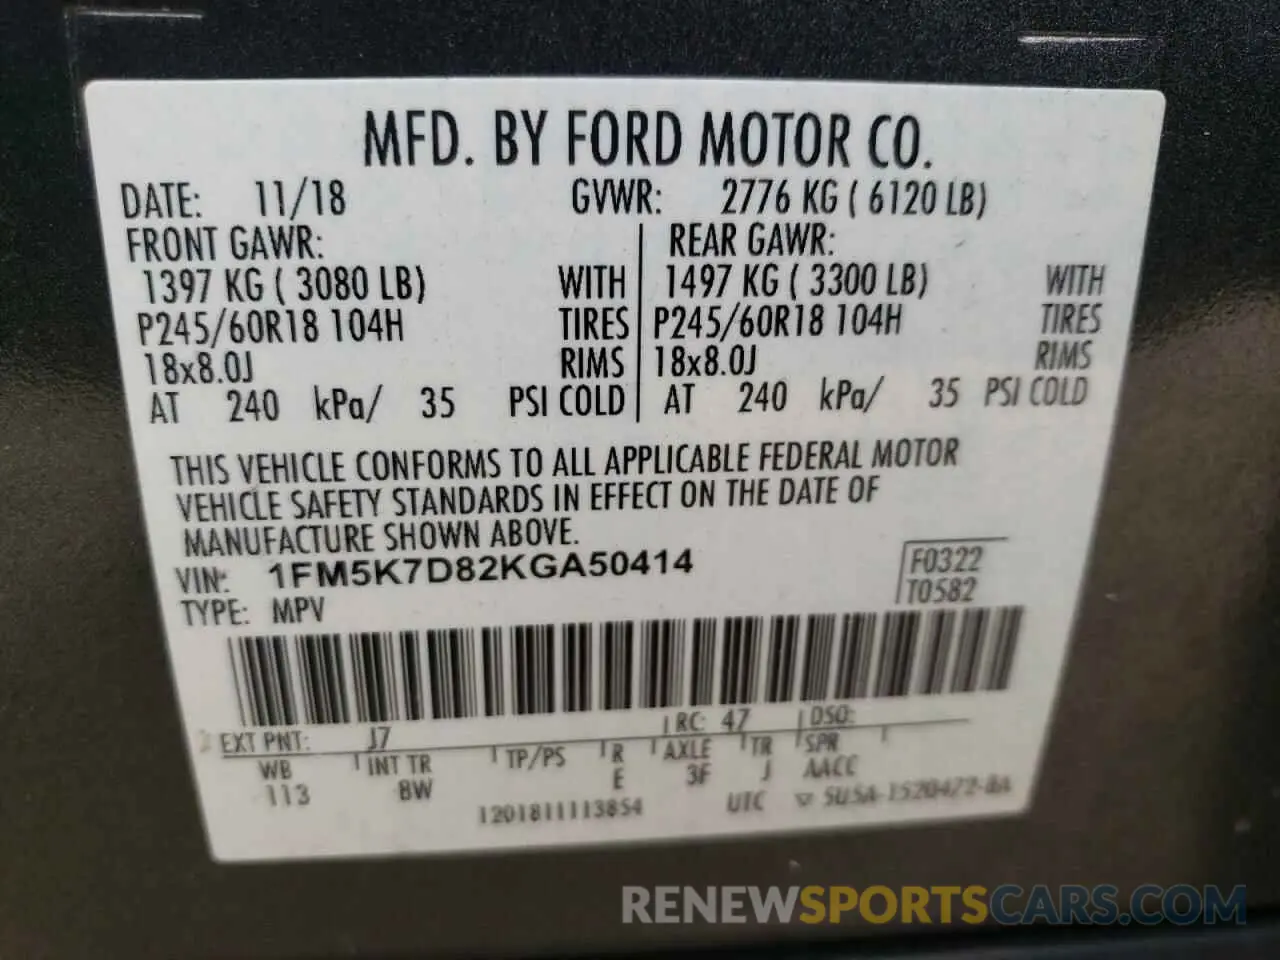 MFD. BY FORD MOTOR CO.
DATE: 11/18 GVWR: 2776 KG ( 6120 LB)
FRONT GAWR: REAR GAWR:
1397 KG ( 3080 LB) WITH 1497 KG ( 3300 LB) WITH
P245/60R18 104H TIRES P245/60R18 104H TIRES
18x8.0J RIMS 18x8.0J RIMS
AT 240 kPa/ 35 PSI COLD AT 240 kPa/ 35 PSI COLD
THIS VEHICLE CONFORMS TO ALL APPLICABLE FEDERAL MOTOR
VEHICLE SAFETY STANDARDS IN EFFECT ON THE DATE OF
MANUFACTURE SHOWN ABOVE.
VIN: 1FM5K7D82KGA50414 F0322
TYPE: MPV T0582
EXT PNT: J7 RC: 47 DSO:
WB INT TR TP/PS R AXLE TR SPR
113 8W E 3F J AACC
1201811113854 UTC 5U5A-1520472-8A
RENEWSPORTSCARS.COM